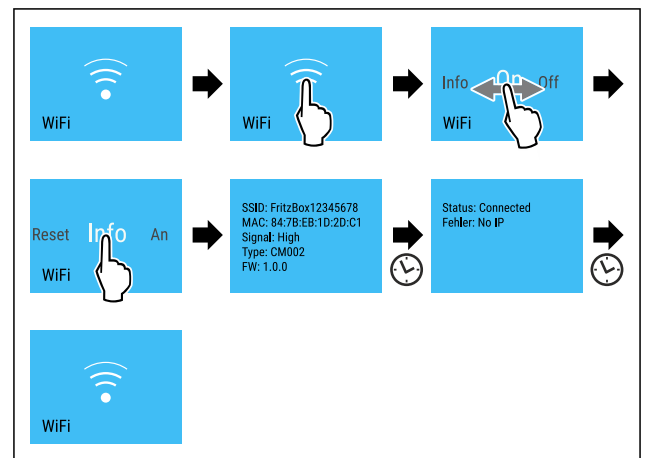 WiFi
WiFi
Info On Off
WiFi
Reset Info An
WiFi
SSID: FritzBox12345678
MAC: 84:7B:EB:1D:2D:C1
Signal: High
Type: CM002
FW: 1.0.0
Status: Connected
Fehler: No IP
WiFi